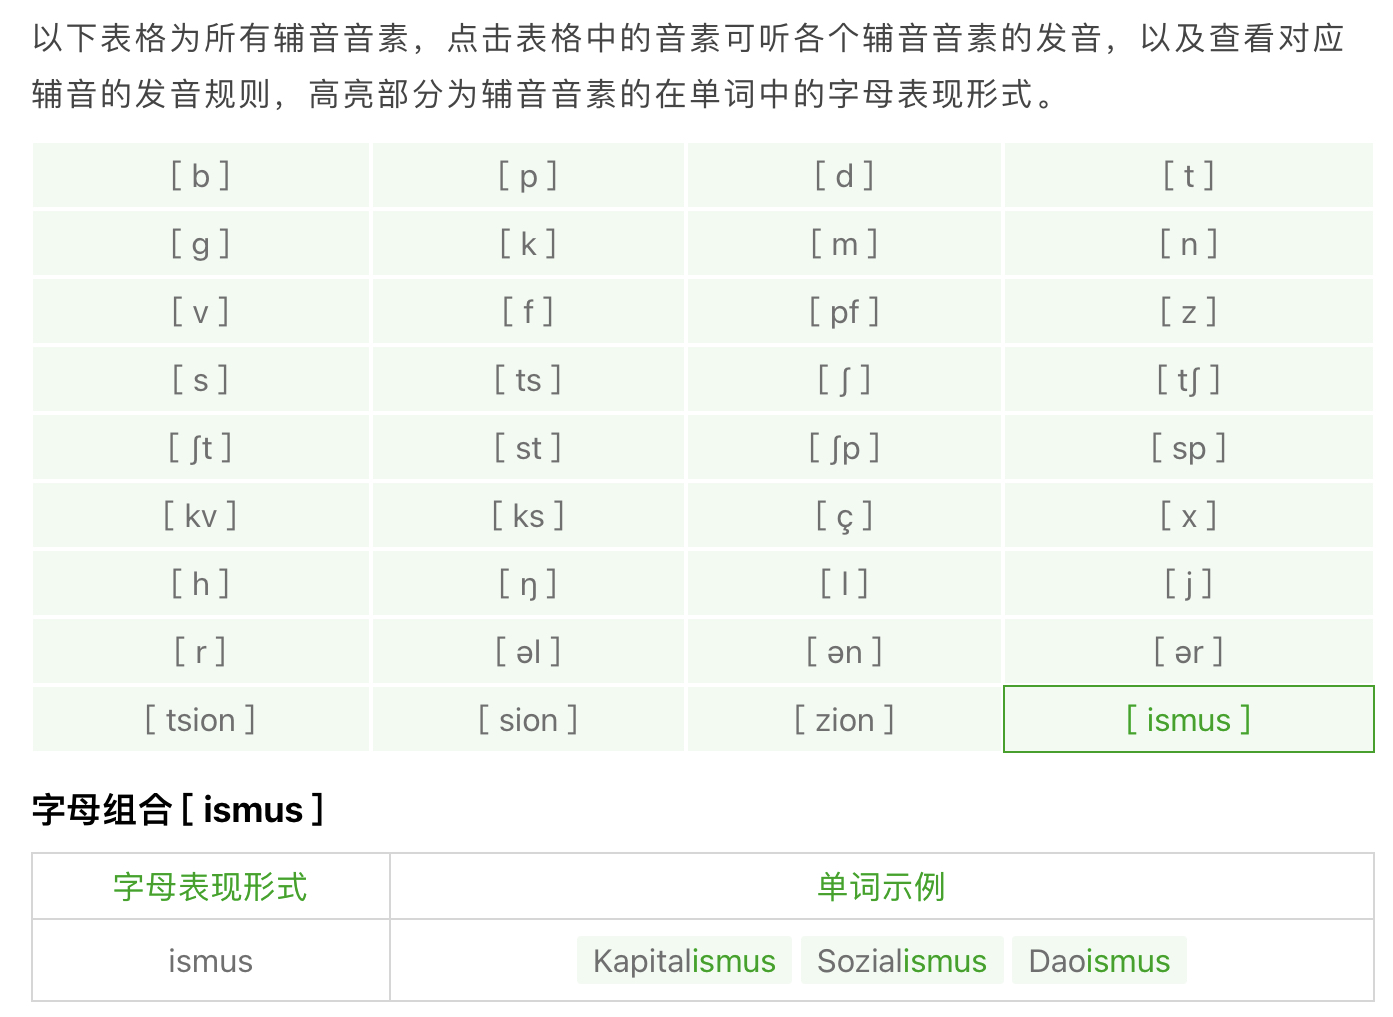 以下表格为所有辅音音素，点击表格中的音素可听各个辅音音素的发音，以及查看对应
辅音的发音规则，高亮部分为辅音音素的在单词中的字母表现形式。
[ b ] [ p ] [ d ] [ t ]
[ g ] [ k ] [ m ] [ n ]
[ v ] [ f ] [ pf ] [ z ]
[ s ] [ ts ] [ ʃ ] [ tʃ ]
[ ʃt ] [ st ] [ ʃp ] [ sp ]
[ kv ] [ ks ] [ ç ] [ x ]
[ h ] [ ŋ ] [ l ] [ j ]
[ r ] [ əl ] [ ən ] [ ər ]
[ tsion ] [ sion ] [ zion ] [ ismus ]
字母组合 [ ismus ]
字母表现形式 单词示例
ismus Kapitalismus Sozialismus Daoismus